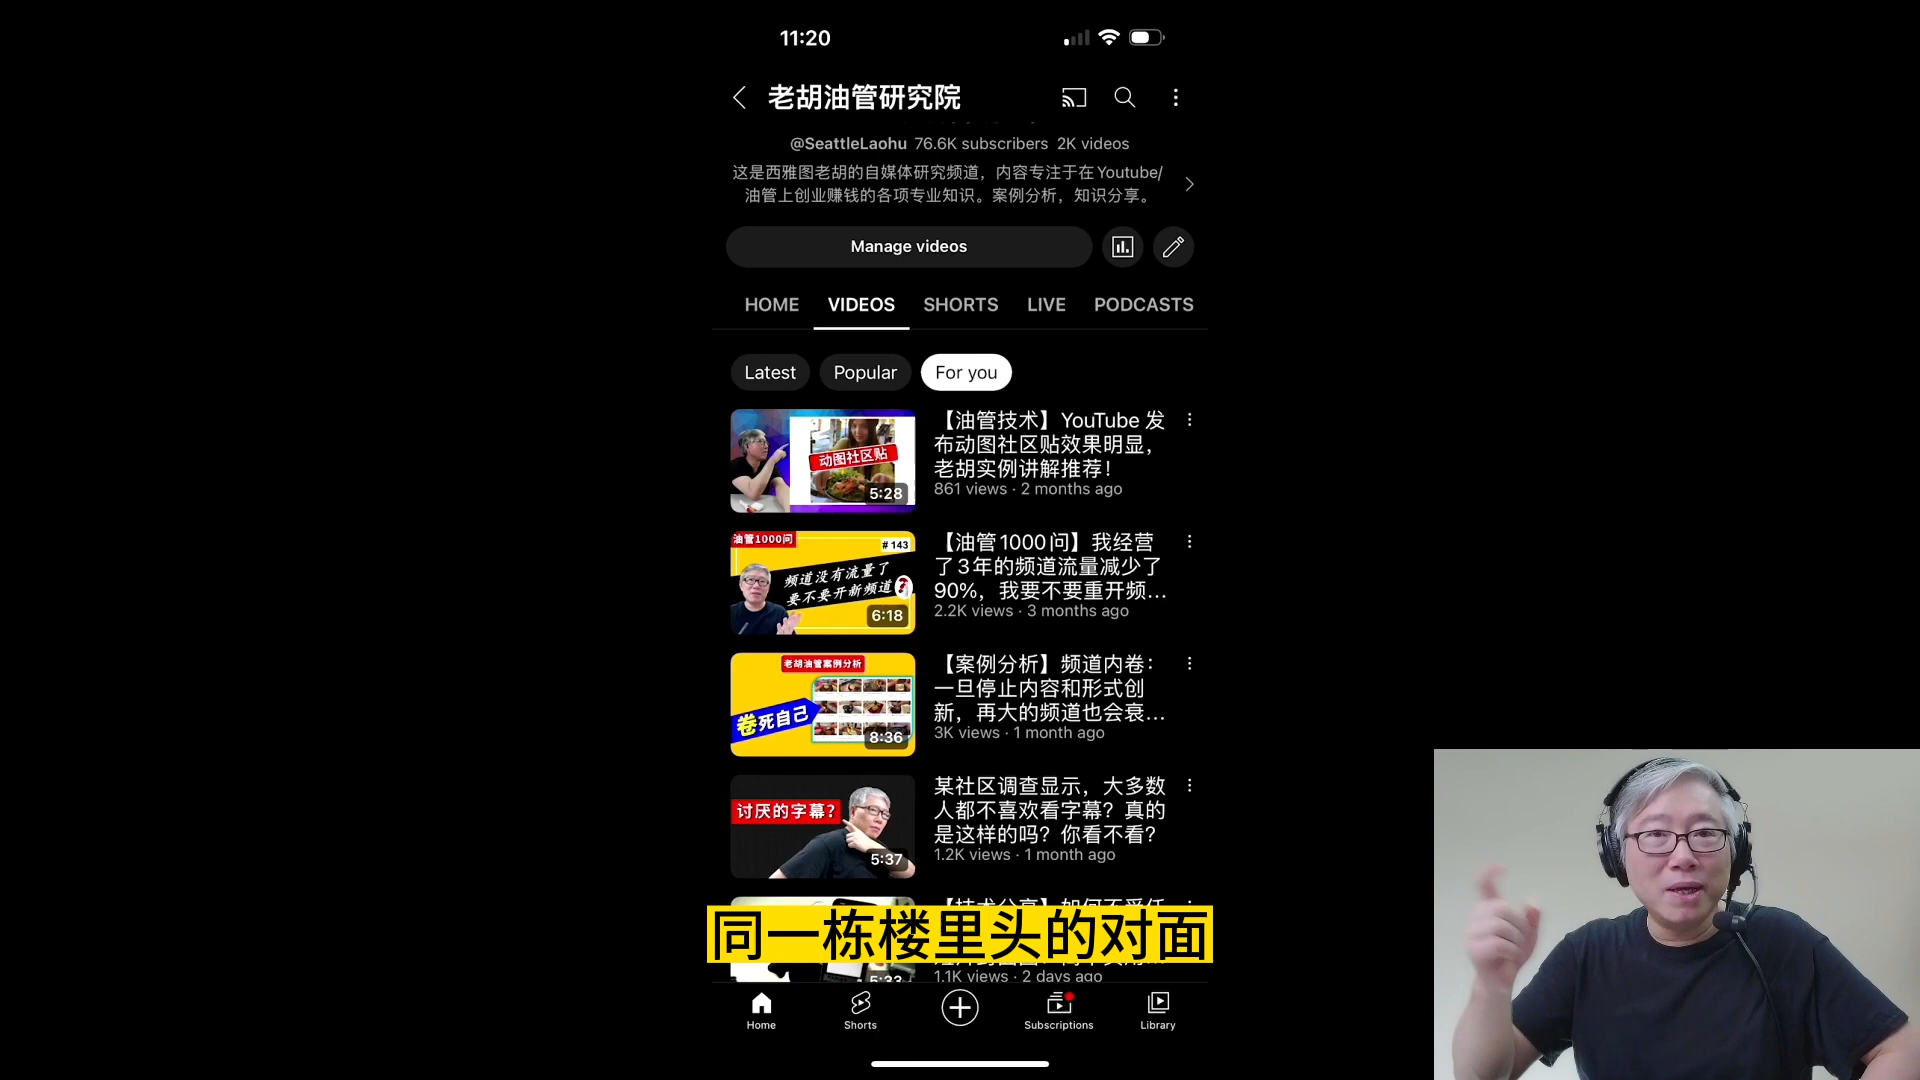 11:20
老胡油管研究院
@SeattleLaohu 76.6K subscribers 2K videos
这是西雅图老胡的自媒体研究频道，内容专注于在Youtube/
油管上创业赚钱的各项专业知识。案例分析，知识分享。
Manage videos
HOME VIDEOS SHORTS LIVE PODCASTS
Latest Popular For you
动图社区贴
5:28
【油管技术】YouTube 发
布动图社区贴效果明显，
老胡实例讲解推荐！
861 views · 2 months ago
油管1000问
#143
频道没有流量了
要不要开新频道
?
6:18
【油管1000问】我经营
了3年的频道流量减少了
90%，我要不要重开频...
2.2K views · 3 months ago
老胡油管案例分析
卷死自己
8:36
【案例分析】频道内卷：
一旦停止内容和形式创
新，再大的频道也会衰...
3K views · 1 month ago
讨厌的字幕？
5:37
某社区调查显示，大多数
人都不喜欢看字幕？真的
是这样的吗？你看不看？
1.2K views · 1 month ago
同一栋楼里头的对面
5:33
1.1K views · 2 days ago
Home Shorts Subscriptions Library